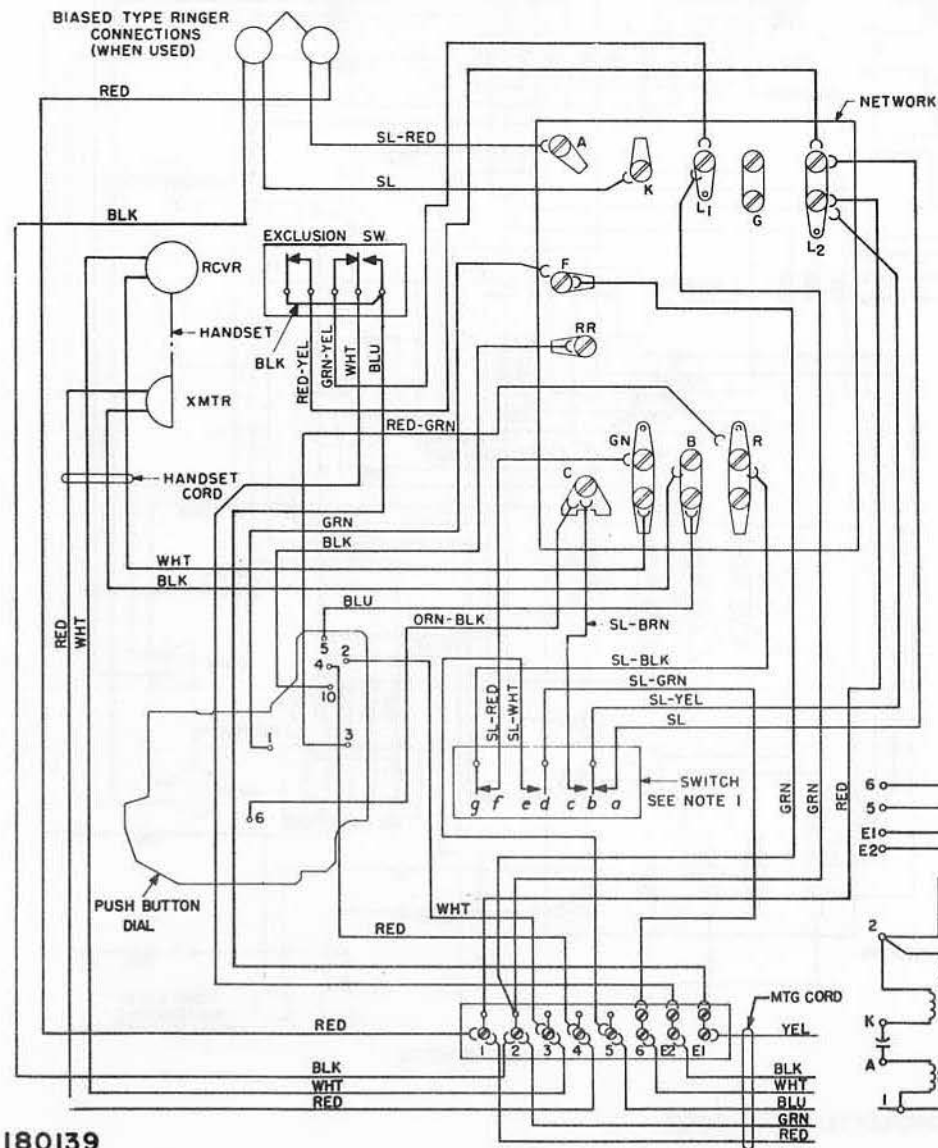 BIASED TYPE RINGER
CONNECTIONS
(WHEN USED)
RED
NETWORK
SL-RED
A
SL
K
L1
G
L2
BLK
EXCLUSION SW.
RCVR
F
HANDSET
BLK
RED-YEL
GRN-YEL
WHT
BLU
RR
XMTR
RED-GRN
GN
B
R
C
HANDSET
CORD
GRN
BLK
WHT
BLK
BLU
ORN-BLK
SL-BRN
RED
WHT
5
2
4
10
SL-BLK
SL-GRN
SL-YEL
SL
SL-RED
SL-WHT
1
3
SWITCH
SEE NOTE 1
g f e d c b a
GRN
GRN
RED
6
5
E1
E2
6
PUSH BUTTON
DIAL
WHT
RED
2
MTG CORD
RED
YEL
1 2 3 4 5 6 E2 E1
K
A
1
BLK
WHT
RED
BLK
WHT
BLU
GRN
RED
180139